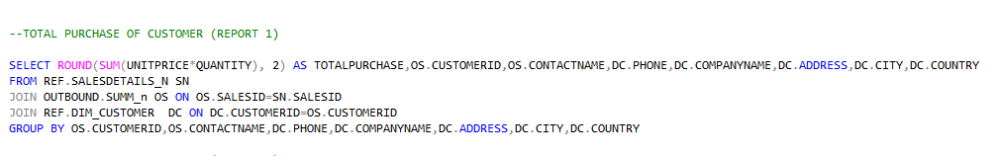 --TOTAL PURCHASE OF CUSTOMER (REPORT 1)
SELECT ROUND(SUM(UNITPRICE*QUANTITY), 2) AS TOTALPURCHASE,OS.CUSTOMERID,OS.CONTACTNAME,DC.PHONE,DC.COMPANYNAME,DC.ADDRESS,DC.CITY,DC.COUNTRY
FROM REF.SALESDETAILS_N SN
JOIN OUTBOUND.SUMM_n OS ON OS.SALESID=SN.SALESID
JOIN REF.DIM_CUSTOMER  DC ON DC.CUSTOMERID=OS.CUSTOMERID
GROUP BY OS.CUSTOMERID,OS.CONTACTNAME,DC.PHONE,DC.COMPANYNAME,DC.ADDRESS,DC.CITY,DC.COUNTRY